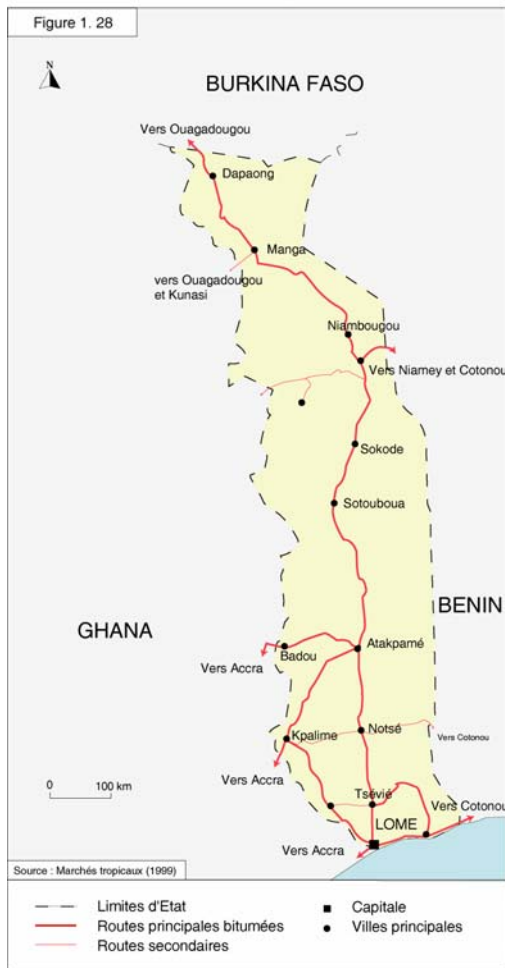 Figure 1. 28
N
BURKINA FASO
Vers Ouagadougou
Dapaong
Manga
vers Ouagadougou
et Kunasi
Niambougou
Vers Niamey et Cotonou
Sokode
Sotouboua
BENIN
GHANA
Atakpamé
Badou
Vers Accra
Notsé
Kpalime
Vers Cotonou
Vers Accra
0
100 km
Tsévié
Vers Cotonou
LOME
Vers Accra
Source : Marchés tropicaux (1999)
Limites d'Etat
Routes principales bitumées
Routes secondaires
Capitale
Villes principales